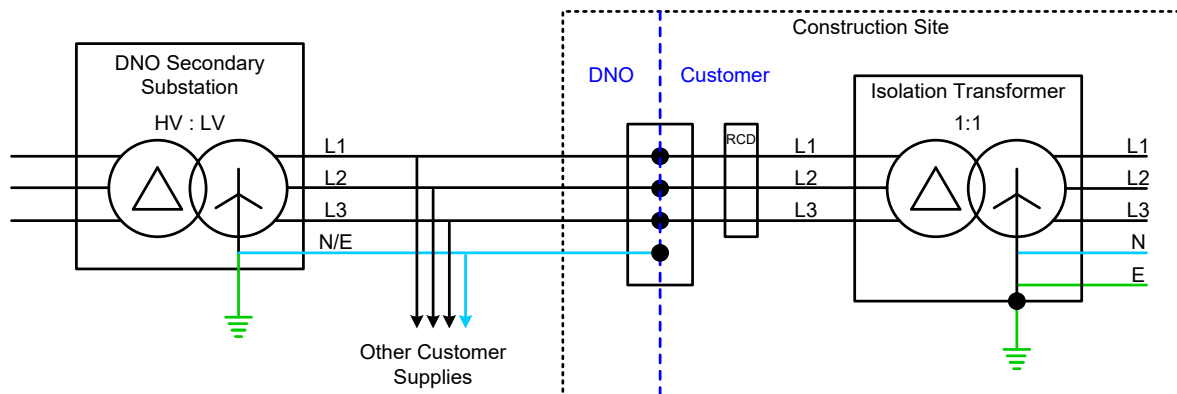 Construction Site
DNO Secondary
Substation
HV : LV
DNO
Customer
Isolation Transformer
1:1
RCD
L1
L2
L3
N/E
L1
L2
L3
L1
L2
L3
N
E
Other Customer
Supplies